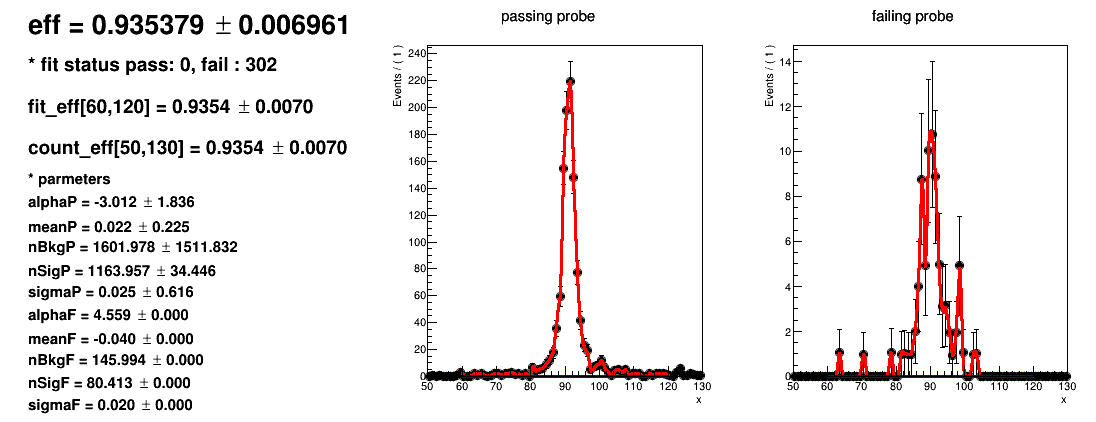 eff = 0.935379 ± 0.006961
* fit status pass: 0, fail : 302
fit_eff[60,120] = 0.9354 ± 0.0070
count_eff[50,130] = 0.9354 ± 0.0070
* parmeters
alphaP = -3.012 ± 1.836
meanP = 0.022 ± 0.225
nBkgP = 1601.978 ± 1511.832
nSigP = 1163.957 ± 34.446
sigmaP = 0.025 ± 0.616
alphaF = 4.559 ± 0.000
meanF = -0.040 ± 0.000
nBkgF = 145.994 ± 0.000
nSigF = 80.413 ± 0.000
sigmaF = 0.020 ± 0.000
passing probe
Events / ( 1 )
240
220
200
180
160
140
120
100
80
60
40
20
0
50 60 70 80 90 100 110 120 130
x
failing probe
Events / ( 1 )
14
12
10
8
6
4
2
0
50 60 70 80 90 100 110 120 130
x